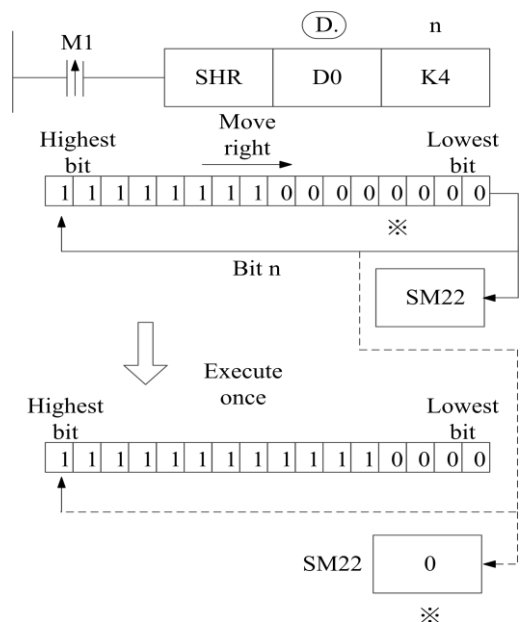 D. n
M1
SHR D0 K4
Move
right
Highest
bit
Lowest
bit
1 1 1 1 1 1 1 1 0 0 0 0 0 0 0 0
※
Bit n
SM22
Execute
once
Highest
bit
Lowest
bit
1 1 1 1 1 1 1 1 1 1 1 1 0 0 0 0
SM22 0
※